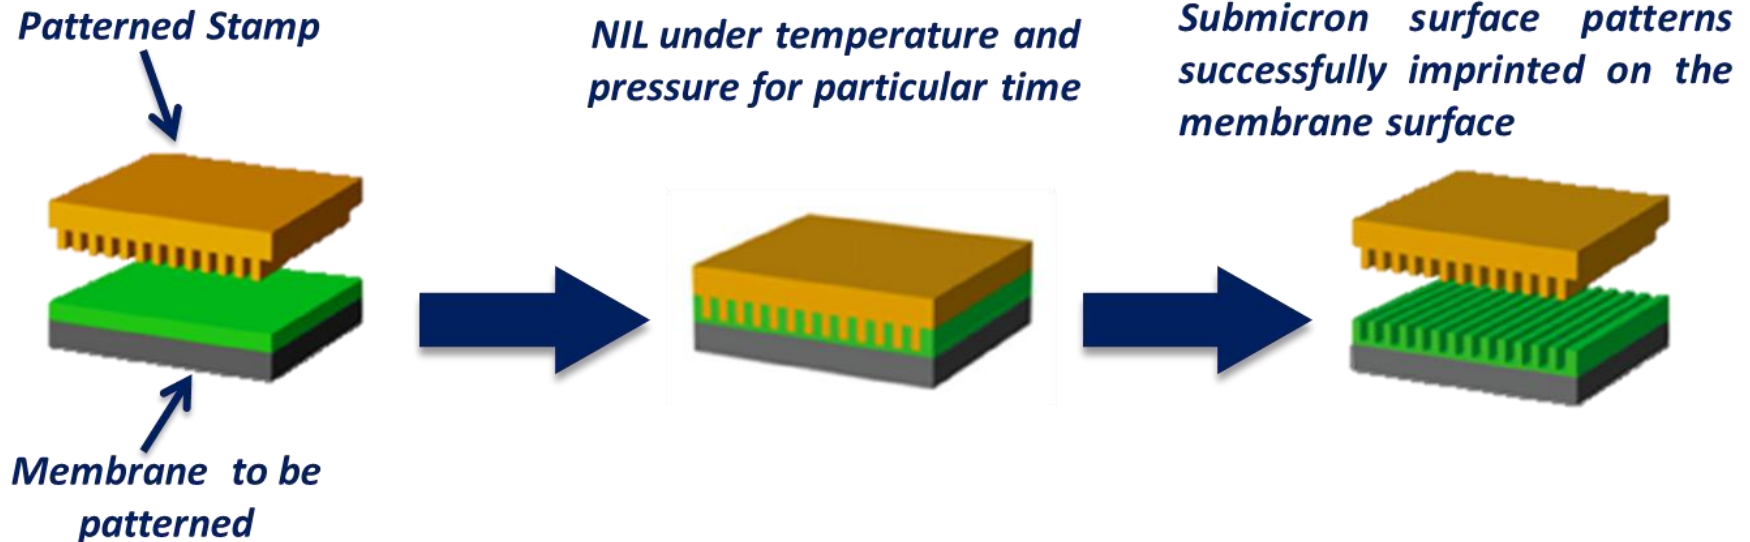 Patterned Stamp
NIL under temperature and
pressure for particular time
Submicron surface patterns
successfully imprinted on the
membrane surface
Membrane to be
patterned